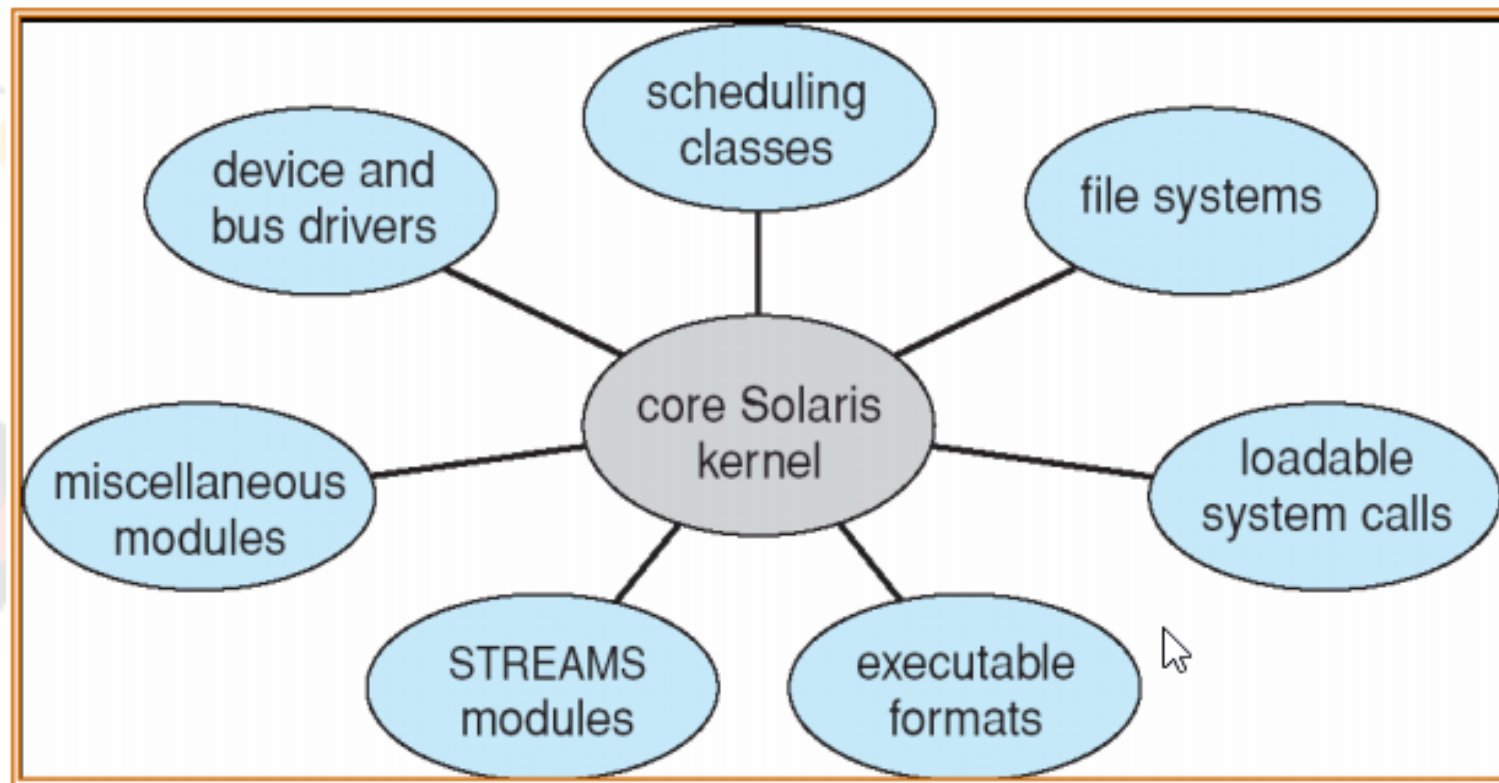 scheduling
classes
device and
bus drivers
file systems
core Solaris
kernel
miscellaneous
modules
loadable
system calls
STREAMS
modules
executable
formats